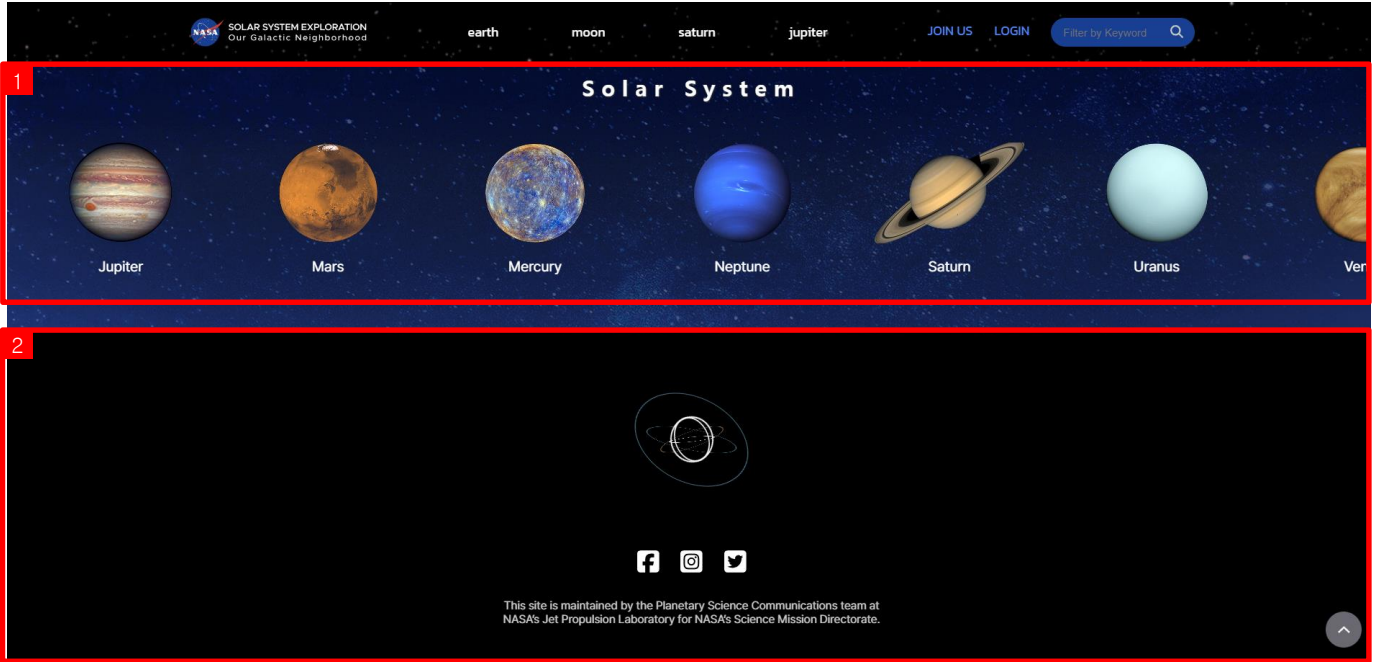 NASA
SOLAR SYSTEM EXPLORATION
Our Galactic Neighborhood
earth moon saturn jupiter JOIN US LOGIN Filter by Keyword
1
Solar System
Jupiter Mars Mercury Neptune Saturn Uranus Ven
2
This site is maintained by the Planetary Science Communications team at
NASA's Jet Propulsion Laboratory for NASA's Science Mission Directorate.